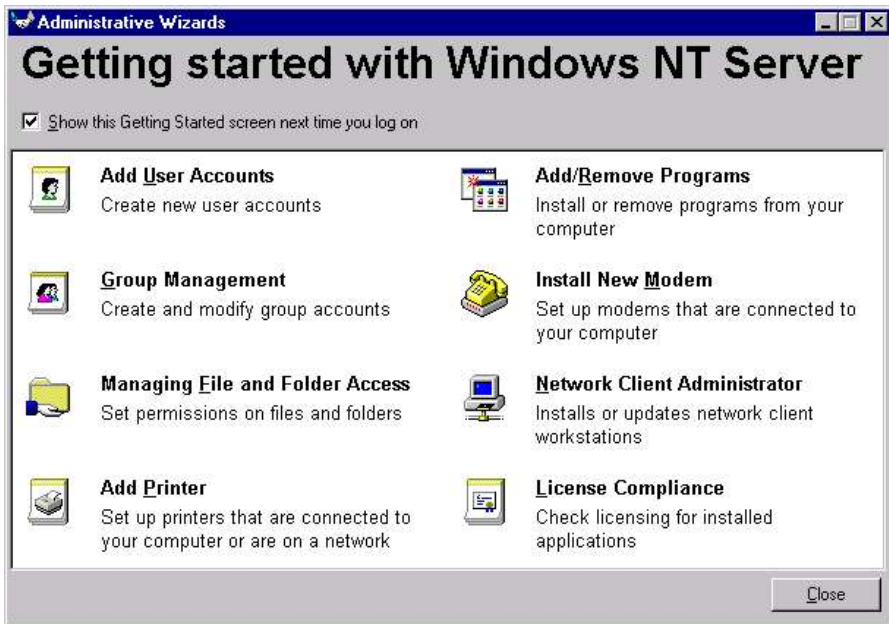 Administrative Wizards
Getting started with Windows NT Server
Show this Getting Started screen next time you log on
Add User Accounts
Create new user accounts
Group Management
Create and modify group accounts
Managing File and Folder Access
Set permissions on files and folders
Add Printer
Set up printers that are connected to
your computer or are on a network
Add/Remove Programs
Install or remove programs from your
computer
Install New Modem
Set up modems that are connected to
your computer
Network Client Administrator
Installs or updates network client
workstations
License Compliance
Check licensing for installed
applications
Close